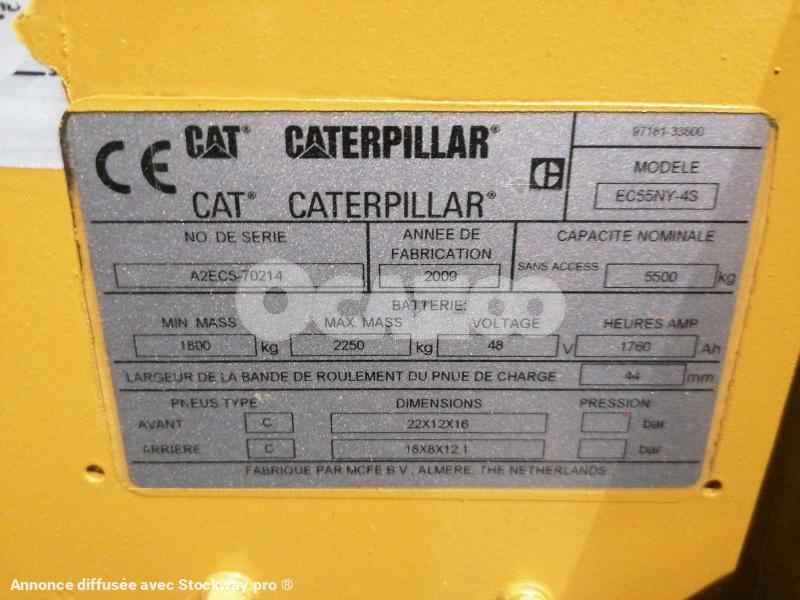 CE CAT® CATERPILLAR®
CAT® CATERPILLAR®
97181-33600
MODELE
EC55NY-4S
NO. DE SERIE
A2EC5-70214
ANNEE DE
FABRICATION
2009
CAPACITE NOMINALE
SANS ACCESS 5500 kg
BATTERIE:
MIN. MASS MAX. MASS VOLTAGE HEURES AMP
1800 kg 2250 kg 48 V 1760 Ah
LARGEUR DE LA BANDE DE ROULEMENT DU PNUE DE CHARGE 44 mm
PNEUS TYPE DIMENSIONS PRESSION
AVANT C 22X12X16 bar
ARRIERE C 18X8X12.1 bar
FABRIQUE PAR MCFE B.V., ALMERE, THE NETHERLANDS
OCAZOO
Annonce diffusée avec Stockway.pro ®